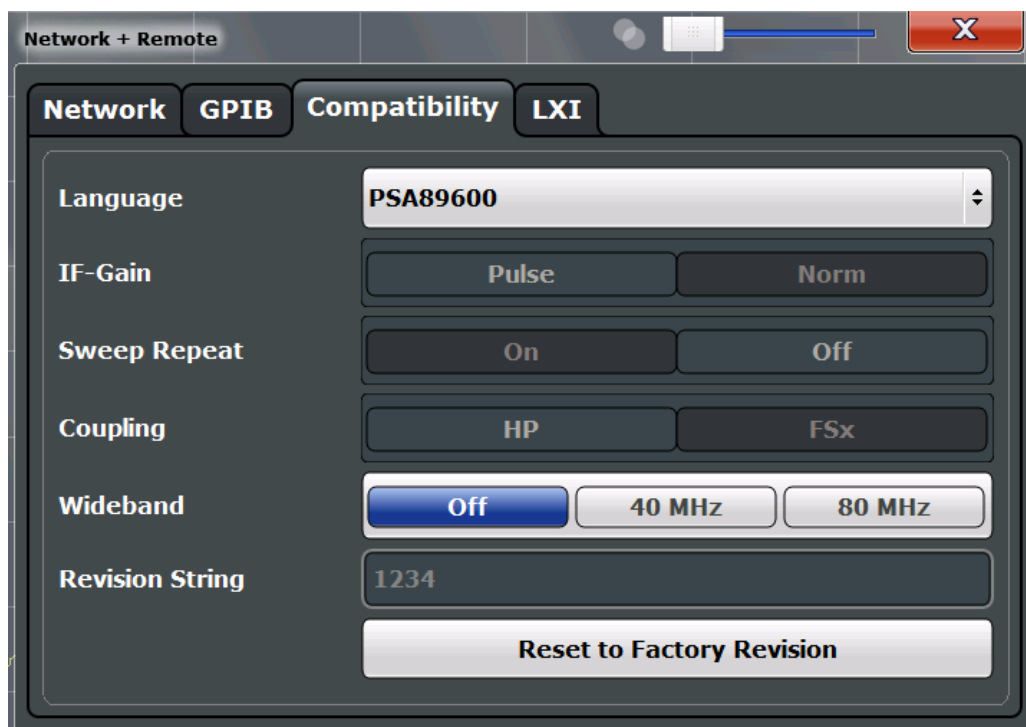 Network + Remote
X
Network GPIB Compatibility LXI
Language PSA89600
IF-Gain Pulse Norm
Sweep Repeat On Off
Coupling HP FSx
Wideband Off 40 MHz 80 MHz
Revision String 1234
Reset to Factory Revision